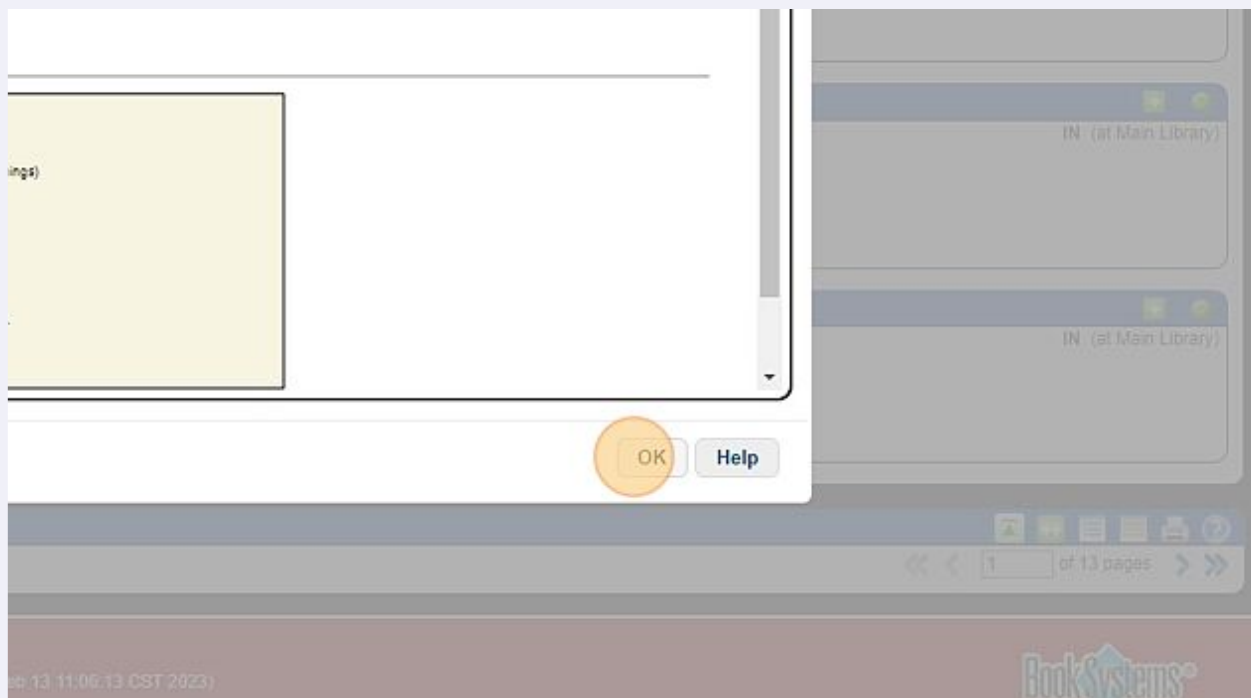 IN (at Main Library)
ings)
IN (at Main Library)
OK Help
1 of 13 pages
13 11:06:13 CST 2023)
BookSystems®